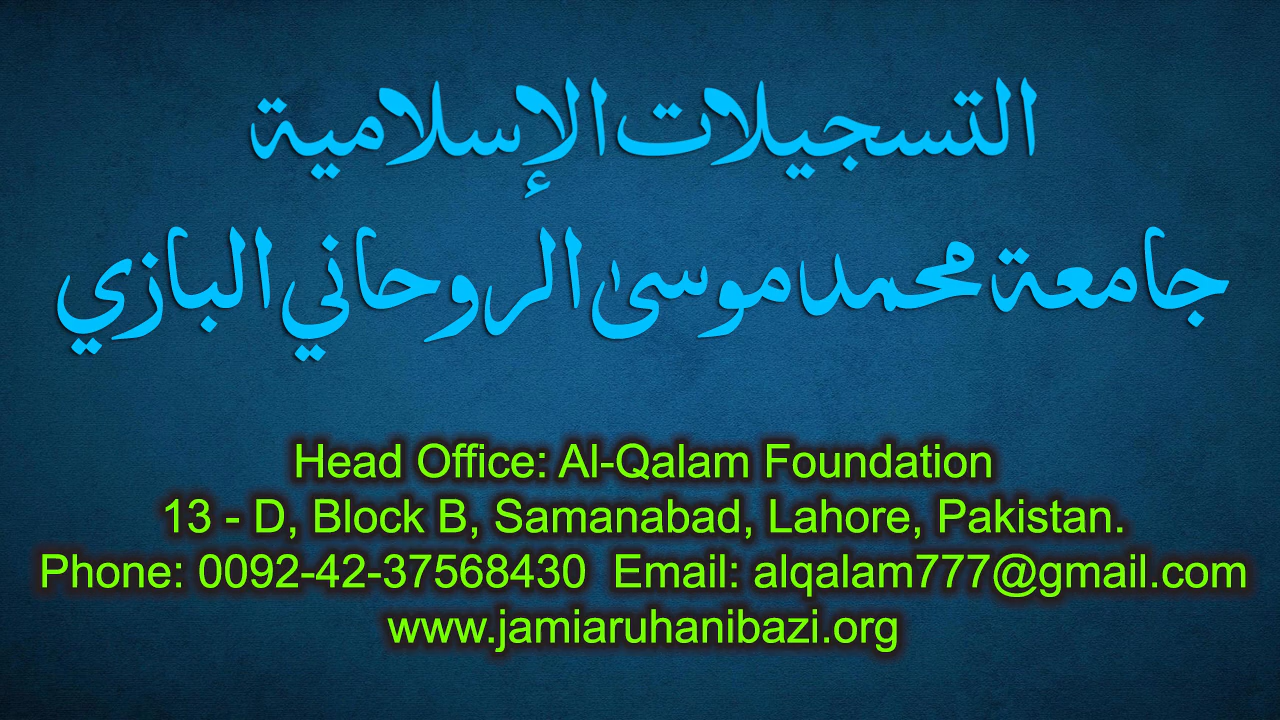 التسجيلات الإسلامية
جامعة محمد موسىٰ الروحاني البازي
Head Office: Al-Qalam Foundation
13 - D, Block B, Samanabad, Lahore, Pakistan.
Phone: 0092-42-37568430  Email: alqalam777@gmail.com
www.jamiaruhanibazi.org